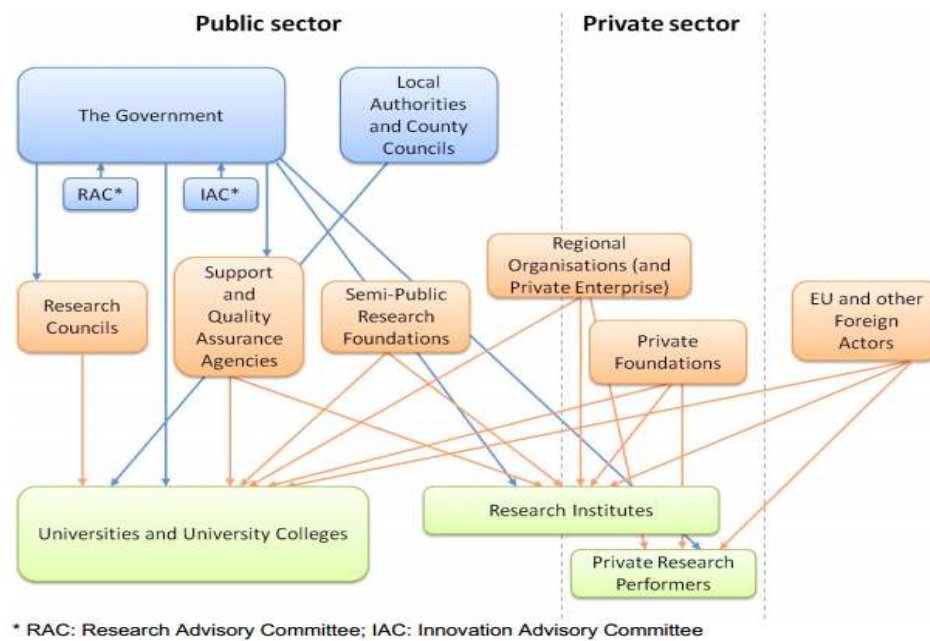 Public sector
Private sector
The Government
Local
Authorities
and County
Councils
RAC*
IAC*
Research
Councils
Support
and
Quality
Assurance
Agencies
Semi-Public
Research
Foundations
Regional
Organisations (and
Private Enterprise)
Private
Foundations
EU and other
Foreign
Actors
Universities and University Colleges
Research Institutes
Private Research
Performers
* RAC: Research Advisory Committee; IAC: Innovation Advisory Committee